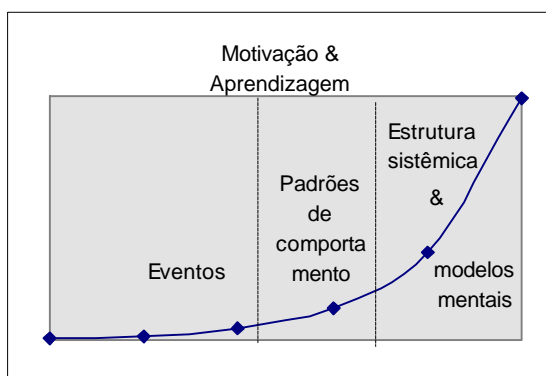 Motivação &
Aprendizagem
Eventos
Padrões
de
comporta
mento
Estrutura
sistêmica
&
modelos
mentais